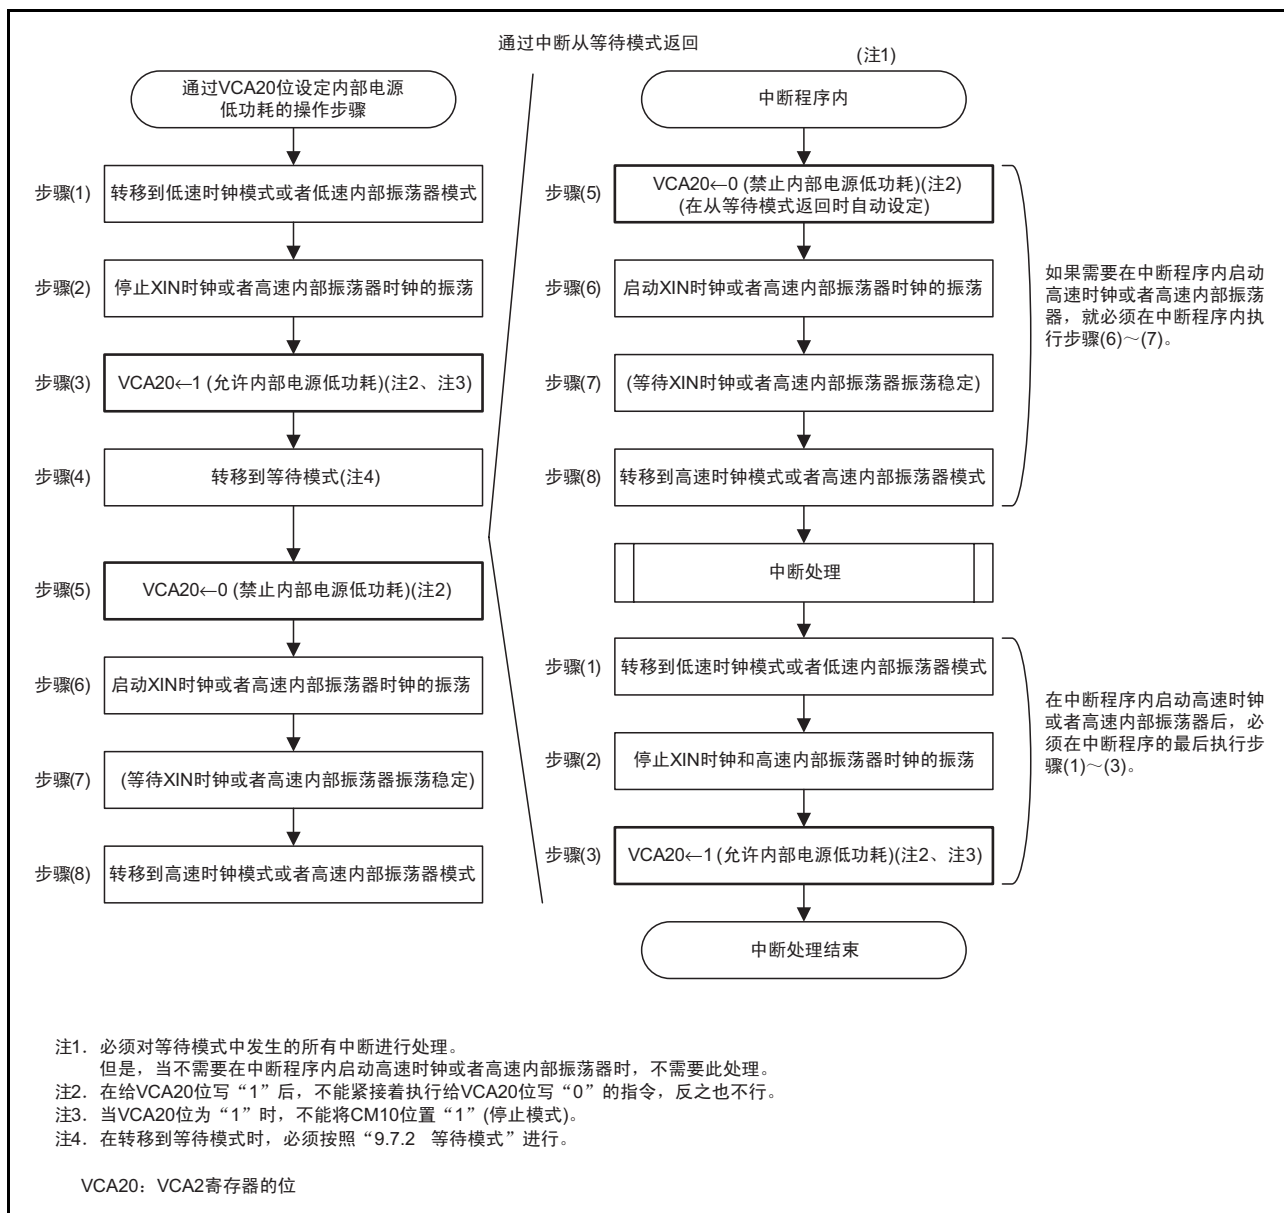 通过中断从等待模式返回
通过VCA20位设定内部电源
低功耗的操作步骤
步骤(1)
转移到低速时钟模式或者低速内部振荡器模式
步骤(2)
停止XIN时钟或者高速内部振荡器时钟的振荡
步骤(3)
VCA20←1 (允许内部电源低功耗)(注2、注3)
步骤(4)
转移到等待模式(注4)
步骤(5)
VCA20←0 (禁止内部电源低功耗)(注2)
步骤(6)
启动XIN时钟或者高速内部振荡器时钟的振荡
步骤(7)
(等待XIN时钟或者高速内部振荡器振荡稳定)
步骤(8)
转移到高速时钟模式或者高速内部振荡器模式
(注1)
中断程序内
步骤(5)
VCA20←0 (禁止内部电源低功耗)(注2)
(在从等待模式返回时自动设定)
步骤(6)
启动XIN时钟或者高速内部振荡器时钟的振荡
步骤(7)
(等待XIN时钟或者高速内部振荡器振荡稳定)
步骤(8)
转移到高速时钟模式或者高速内部振荡器模式
如果需要在中断程序内启动
高速时钟或者高速内部振荡
器，就必须在中断程序内执
行步骤(6)～(7)。
中断处理
步骤(1)
转移到低速时钟模式或者低速内部振荡器模式
步骤(2)
停止XIN时钟和高速内部振荡器时钟的振荡
步骤(3)
VCA20←1 (允许内部电源低功耗)(注2、注3)
在中断程序内启动高速时钟
或者高速内部振荡器后，必
须在中断程序的最后执行步
骤(1)～(3)。
中断处理结束
注1. 必须对等待模式中发生的所有中断进行处理。
但是，当不需要在中断程序内启动高速时钟或者高速内部振荡器时，不需要此处理。
注2. 在给VCA20位写“1”后，不能紧接着执行给VCA20位写“0”的指令，反之也不行。
注3. 当VCA20位为“1”时，不能将CM10位置“1”(停止模式)。
注4. 在转移到等待模式时，必须按照“9.7.2 等待模式”进行。
VCA20：VCA2寄存器的位